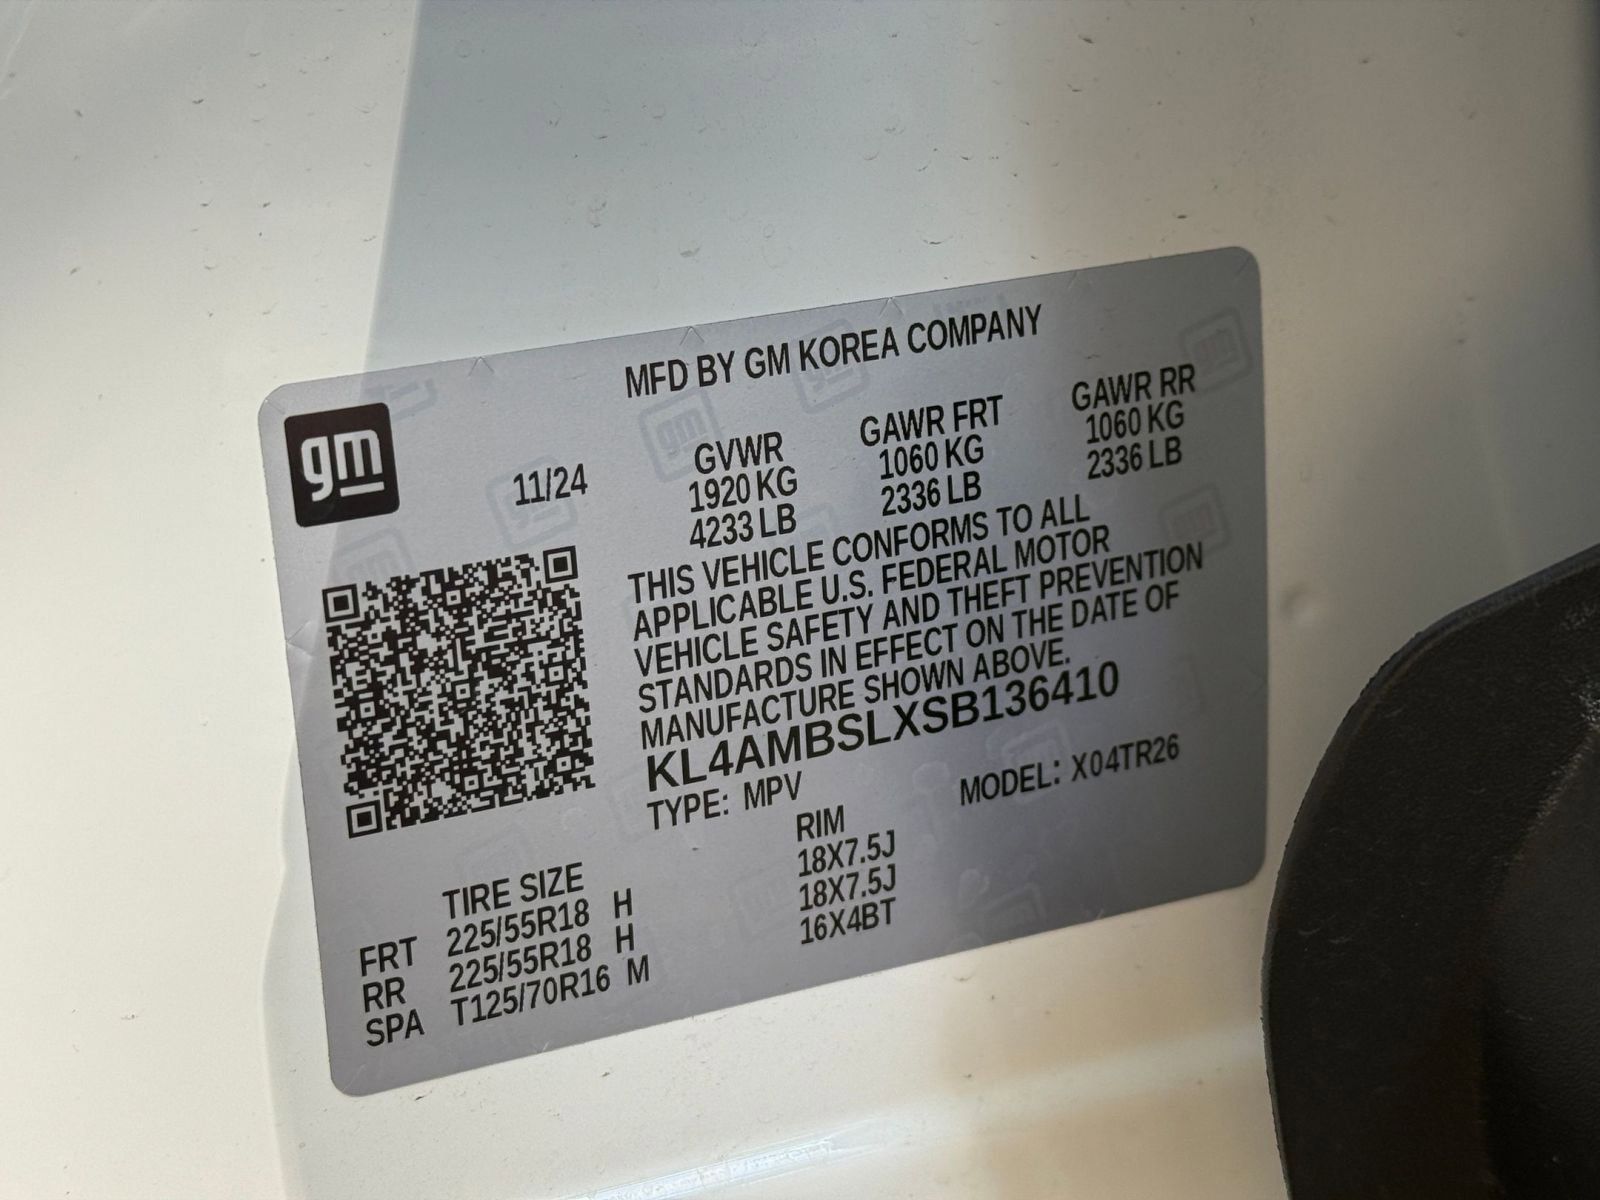 MFD BY GM KOREA COMPANY
gm
11/24
GVWR GAWR FRT GAWR RR
1920 KG 1060 KG 1060 KG
4233 LB 2336 LB 2336 LB
THIS VEHICLE CONFORMS TO ALL
APPLICABLE U.S. FEDERAL MOTOR
VEHICLE SAFETY AND THEFT PREVENTION
STANDARDS IN EFFECT ON THE DATE OF
MANUFACTURE SHOWN ABOVE.
KL4AMBSLXSB136410
TYPE: MPV MODEL: X04TR26
TIRE SIZE RIM
FRT 225/55R18 H 18X7.5J
RR 225/55R18 H 18X7.5J
SPA T125/70R16 M 16X4BT